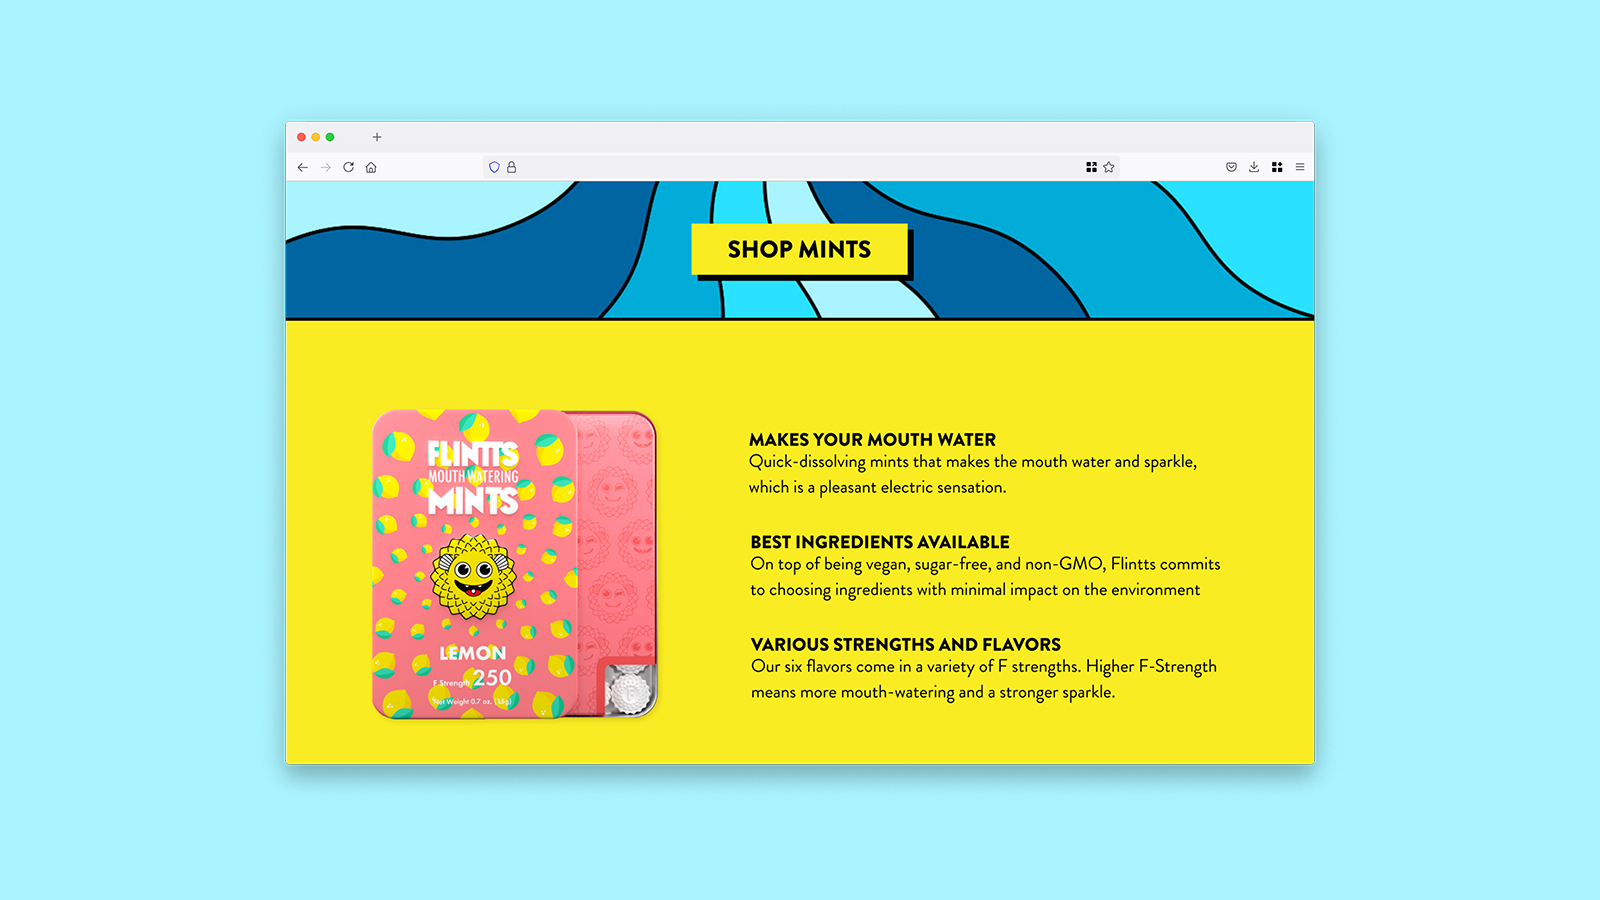 SHOP MINTS
FLINTTS
MOUTH WATERING
MINTS
LEMON
F Strength 250
Net Weight 0.7 oz. (18g)
MAKES YOUR MOUTH WATER
Quick-dissolving mints that makes the mouth water and sparkle,
which is a pleasant electric sensation.
BEST INGREDIENTS AVAILABLE
On top of being vegan, sugar-free, and non-GMO, Flintts commits
to choosing ingredients with minimal impact on the environment
VARIOUS STRENGTHS AND FLAVORS
Our six flavors come in a variety of F strengths. Higher F-Strength
means more mouth-watering and a stronger sparkle.